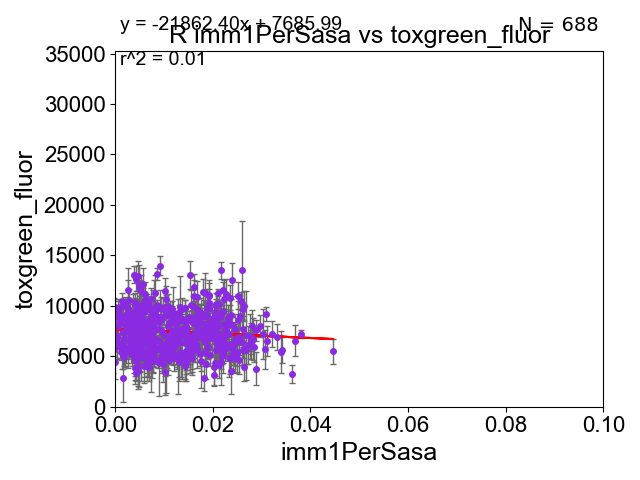 y = -21862.40x + 7685.99
N = 688
R imm1PerSasa vs toxgreen_fluor
r^2 = 0.01
35000
30000
25000
20000
15000
10000
5000
0
toxgreen_fluor
0.00 0.02 0.04 0.06 0.08 0.10
imm1PerSasa